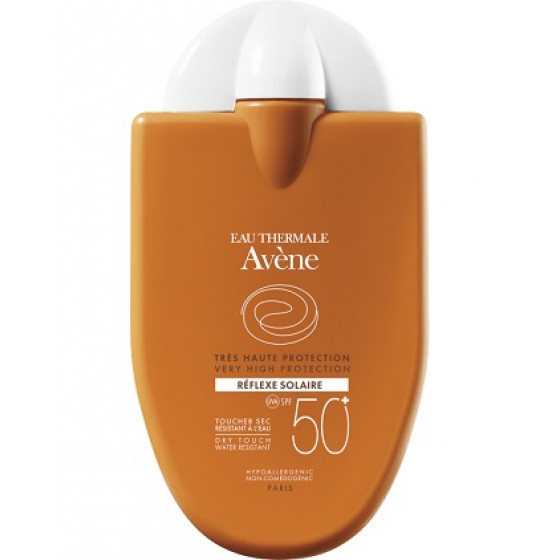 EAU THERMALE
Avène
TRÈS HAUTE PROTECTION
VERY HIGH PROTECTION
RÉFLEXE SOLAIRE
UVA SPF 50+
TOUCHER SEC
RÉSISTANT À L'EAU
DRY TOUCH
WATER RESISTANT
HYPOALLERGENIC
NON COMEDOGENIC
PARIS